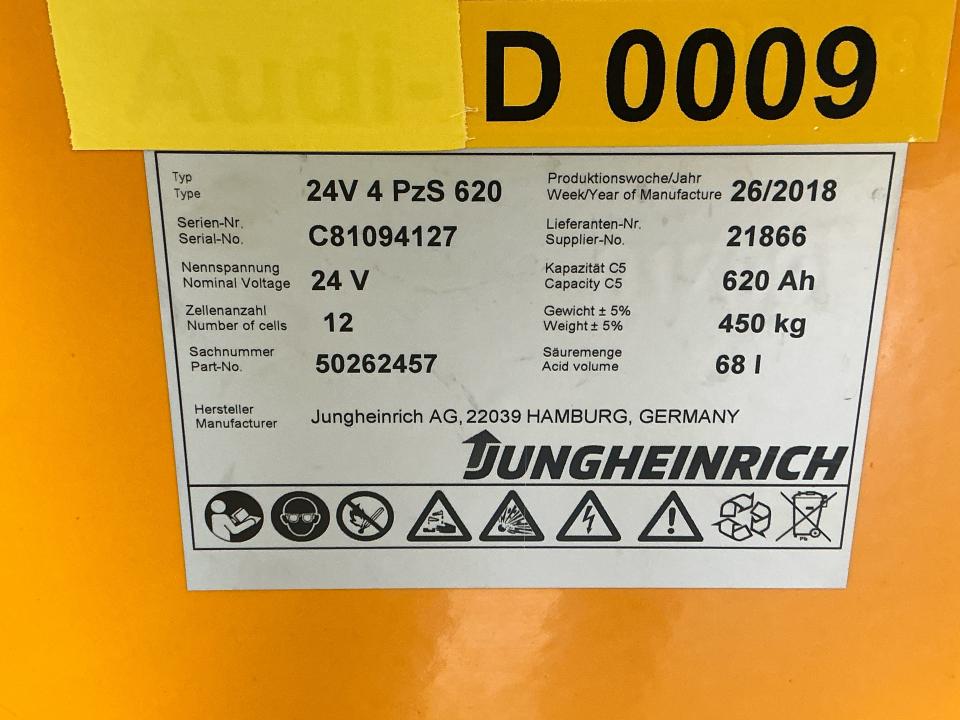 Audi-
D 0009
Typ
Type
24V 4 PzS 620
Produktionswoche/Jahr
Week/Year of Manufacture
26/2018
Serien-Nr.
Serial-No.
C81094127
Lieferanten-Nr.
Supplier-No.
21866
Nennspannung
Nominal Voltage
24 V
Kapazität C5
Capacity C5
620 Ah
Zellenanzahl
Number of cells
12
Gewicht ± 5%
Weight ± 5%
450 kg
Sachnummer
Part-No.
50262457
Säuremenge
Acid volume
68 l
Hersteller
Manufacturer
Jungheinrich AG, 22039 HAMBURG, GERMANY
JUNGHEINRICH
Pb